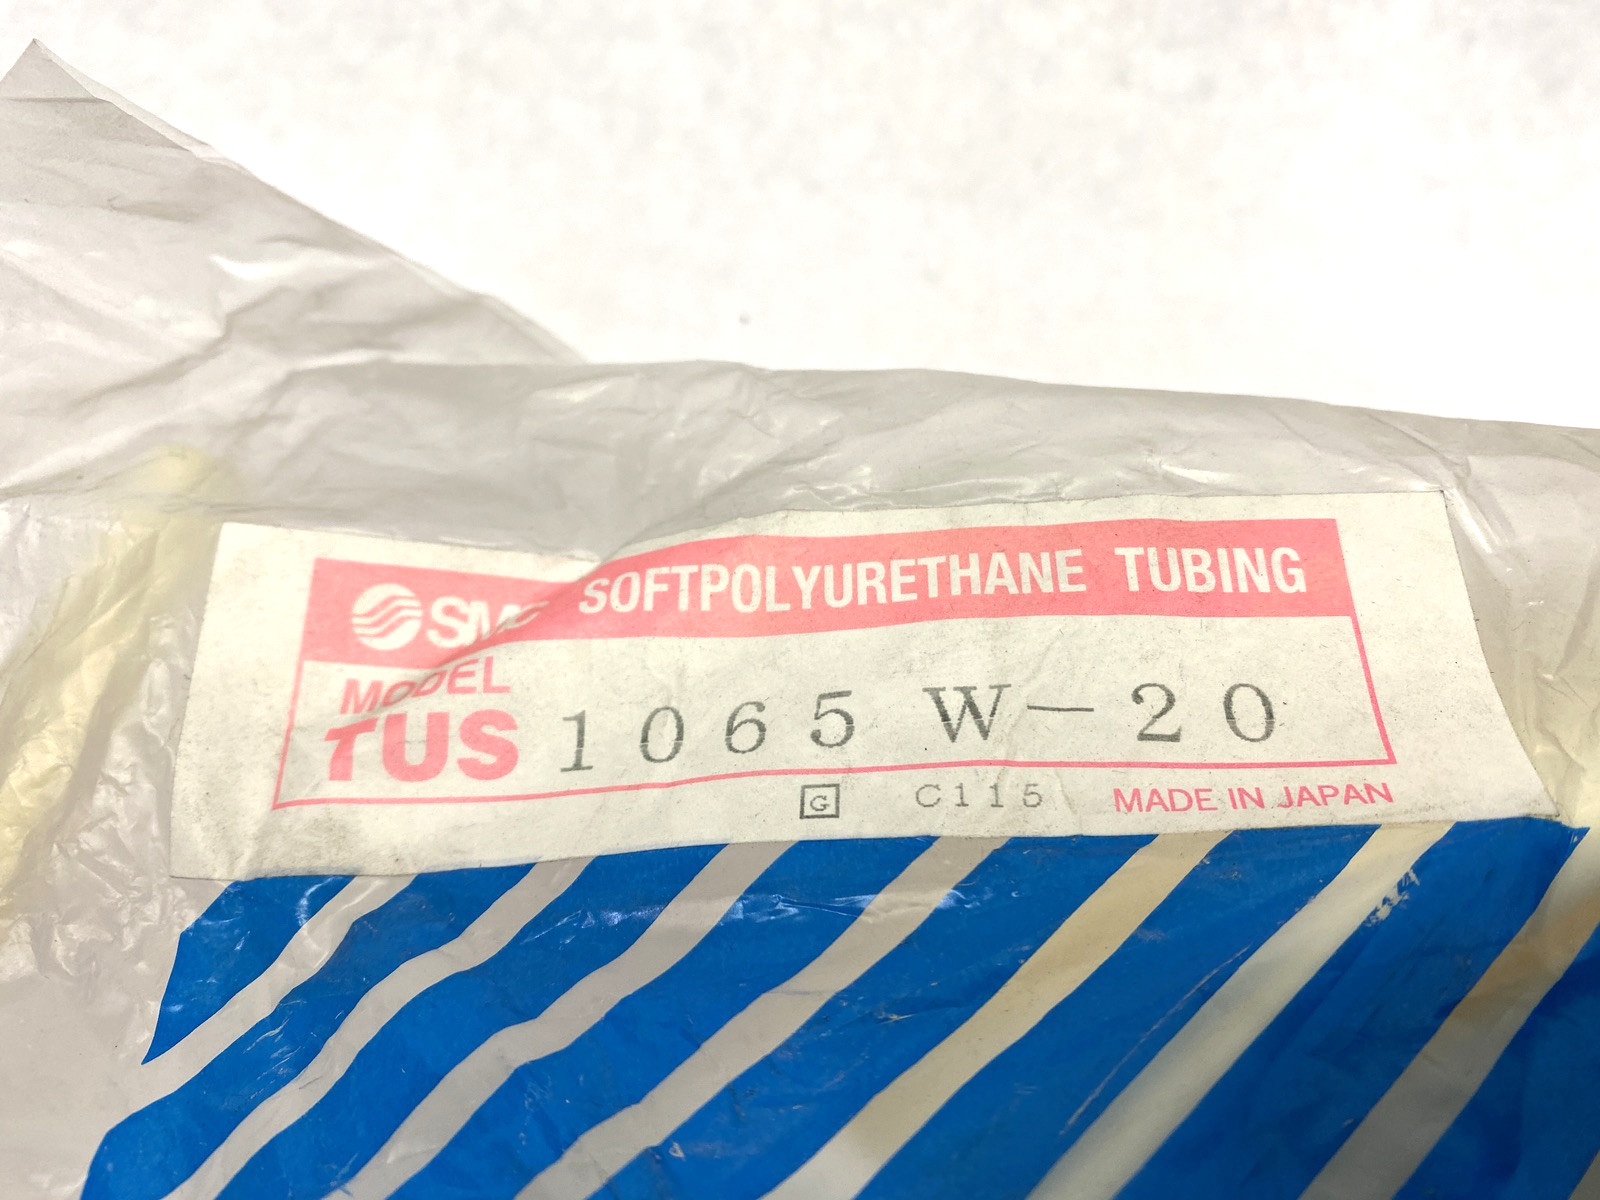 SMC SOFTPOLYURETHANE TUBING
MODEL
TUS 1065 W-20
G C115 MADE IN JAPAN